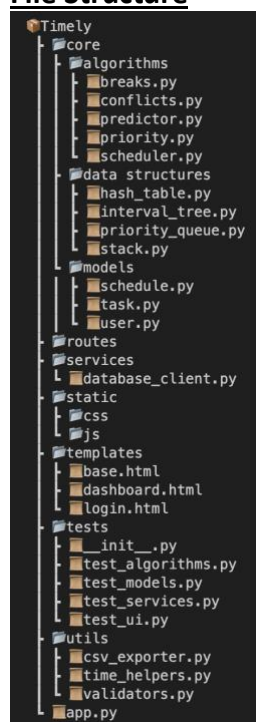 File Structure
Timely
core
algorithms
breaks.py
conflicts.py
predictor.py
priority.py
scheduler.py
data structures
hash_table.py
interval_tree.py
priority_queue.py
stack.py
models
schedule.py
task.py
user.py
routes
services
database_client.py
static
css
js
templates
base.html
dashboard.html
login.html
tests
__init__.py
test_algorithms.py
test_models.py
test_services.py
test_ui.py
utils
csv_exporter.py
time_helpers.py
validators.py
app.py